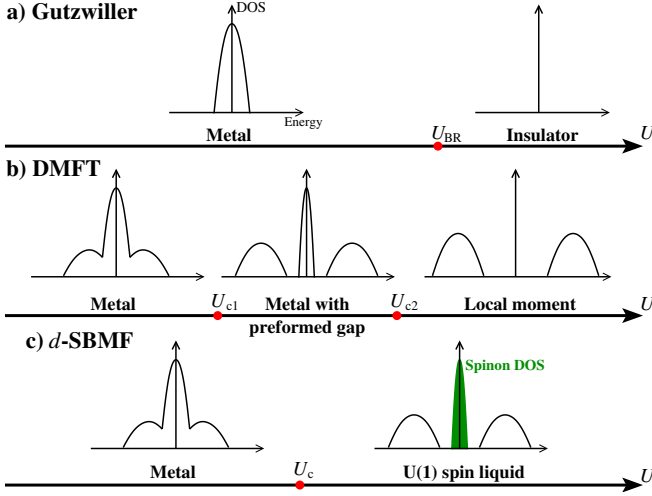 a) Gutzwiller
DOS
Energy
Metal
U_BR
Insulator
U
b) DMFT
Metal
U_c1
Metal with
preformed gap
U_c2
Local moment
U
c) d-SBMF
Spinon DOS
Metal
U_c
U(1) spin liquid
U